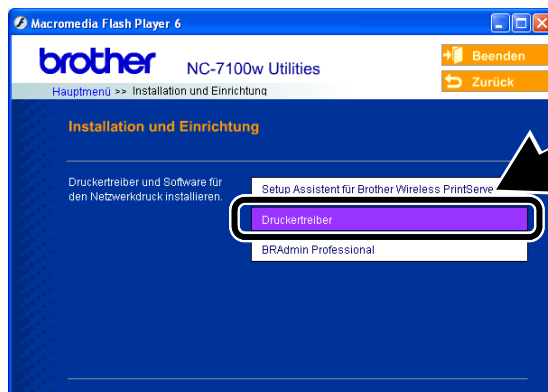 Macromedia Flash Player 6
brother
NC-7100w Utilities
Beenden
Zurück
Hauptmenü >> Installation und Einrichtung
Installation und Einrichtung
Druckertreiber und Software für
den Netzwerkdruck installieren.
Setup Assistent für Brother Wireless PrintServe
Druckertreiber
BRAdmin Professional